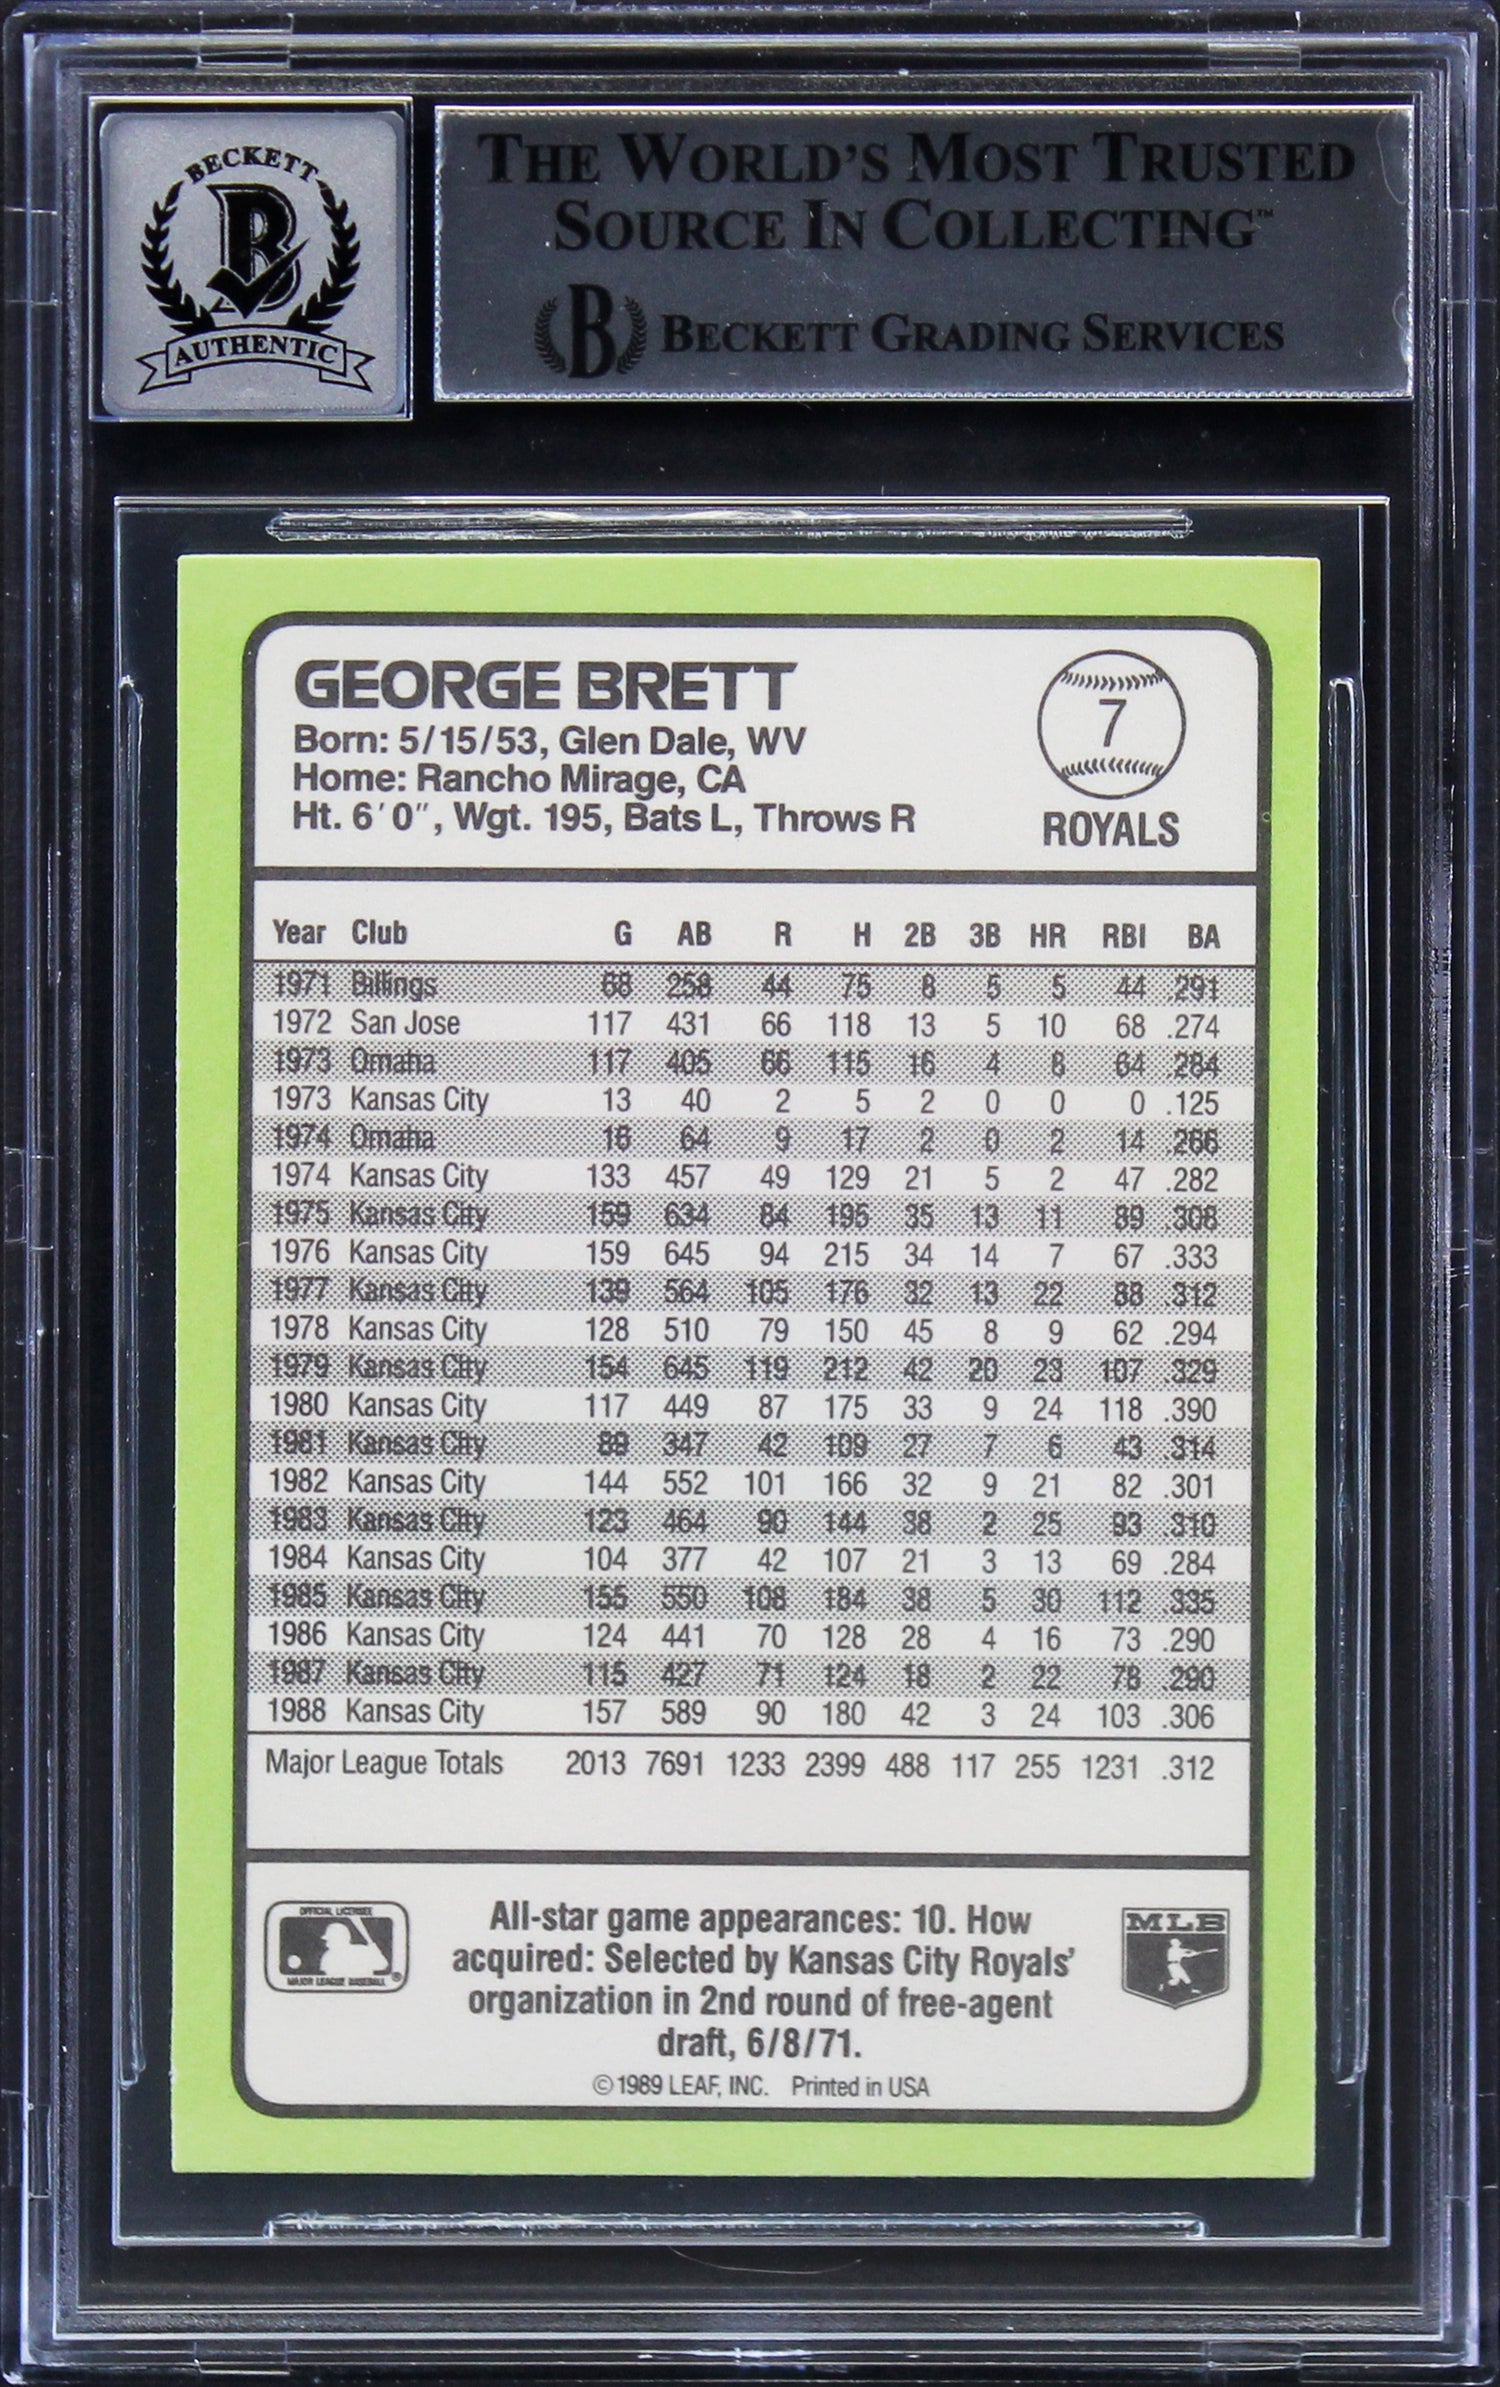 BECKETT
B
AUTHENTIC
THE WORLD'S MOST TRUSTED
SOURCE IN COLLECTING™
B BECKETT GRADING SERVICES
GEORGE BRETT
Born: 5/15/53, Glen Dale, WV
Home: Rancho Mirage, CA
Ht. 6'0", Wgt. 195, Bats L, Throws R
7
ROYALS
Year Club G AB R H 2B 3B HR RBI BA
1971 Billings 68 258 44 75 8 5 5 44 .291
1972 San Jose 117 431 66 118 13 5 10 68 .274
1973 Omaha 117 405 66 115 16 4 8 64 .284
1973 Kansas City 13 40 2 5 2 0 0 0 .125
1974 Omaha 16 64 9 17 2 0 2 14 .266
1974 Kansas City 133 457 49 129 21 5 2 47 .282
1975 Kansas City 159 634 84 195 35 13 11 89 .308
1976 Kansas City 159 645 94 215 34 14 7 67 .333
1977 Kansas City 139 564 105 176 32 13 22 88 .312
1978 Kansas City 128 510 79 150 45 8 9 62 .294
1979 Kansas City 154 645 119 212 42 20 23 107 .329
1980 Kansas City 117 449 87 175 33 9 24 118 .390
1981 Kansas City 89 347 42 109 27 7 6 43 .314
1982 Kansas City 144 552 101 166 32 9 21 82 .301
1983 Kansas City 123 464 90 144 38 2 25 93 .310
1984 Kansas City 104 377 42 107 21 3 13 69 .284
1985 Kansas City 155 550 108 184 38 5 30 112 .335
1986 Kansas City 124 441 70 128 28 4 16 73 .290
1987 Kansas City 115 427 71 124 18 2 22 78 .290
1988 Kansas City 157 589 90 180 42 3 24 103 .306
Major League Totals 2013 7691 1233 2399 488 117 255 1231 .312
OFFICIAL LICENSEE
MAJOR LEAGUE BASEBALL ®
All-star game appearances: 10. How
acquired: Selected by Kansas City Royals'
organization in 2nd round of free-agent
draft, 6/8/71.
MLB
© 1989 LEAF, INC. Printed in USA